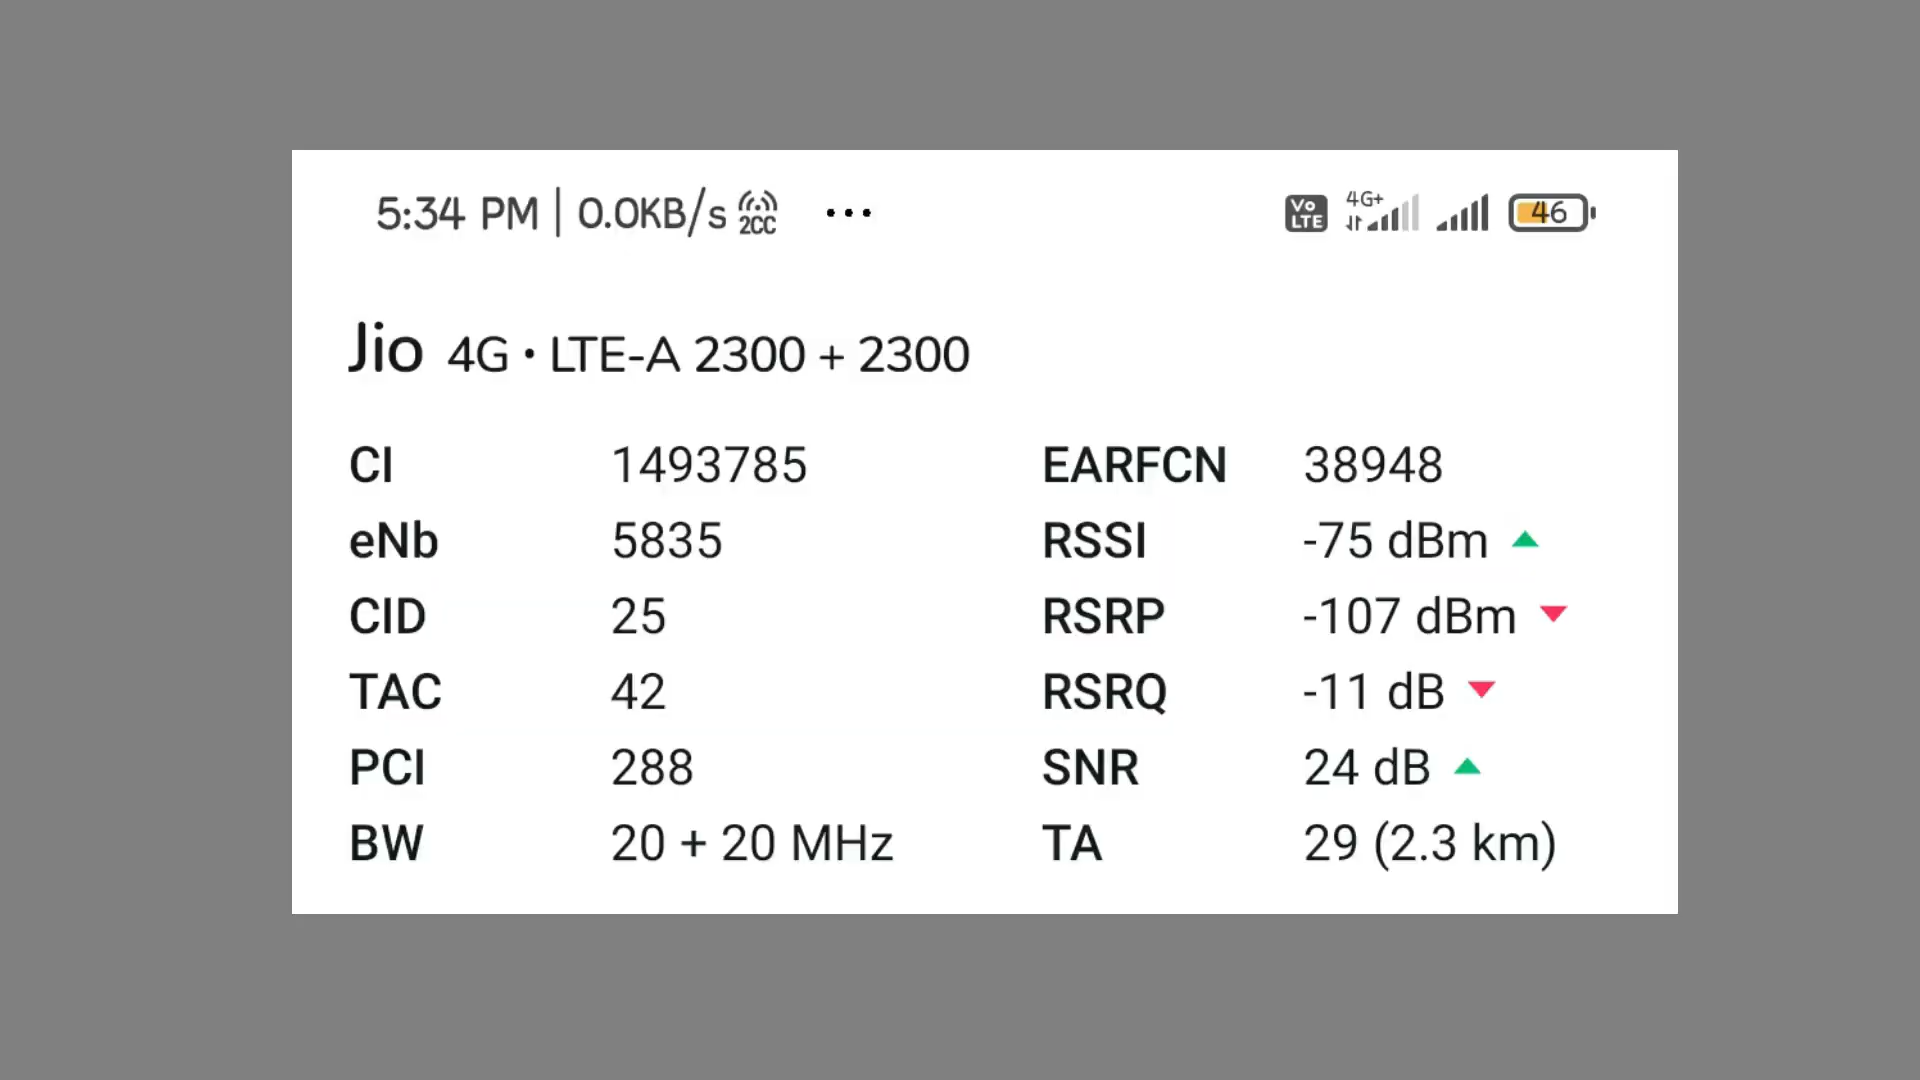 5:34 PM | 0.0KB/s 2CC ... Vo LTE 4G+ 46
Jio 4G • LTE-A 2300 + 2300
CI 1493785 EARFCN 38948
eNb 5835 RSSI -75 dBm
CID 25 RSRP -107 dBm
TAC 42 RSRQ -11 dB
PCI 288 SNR 24 dB
BW 20 + 20 MHz TA 29 (2.3 km)